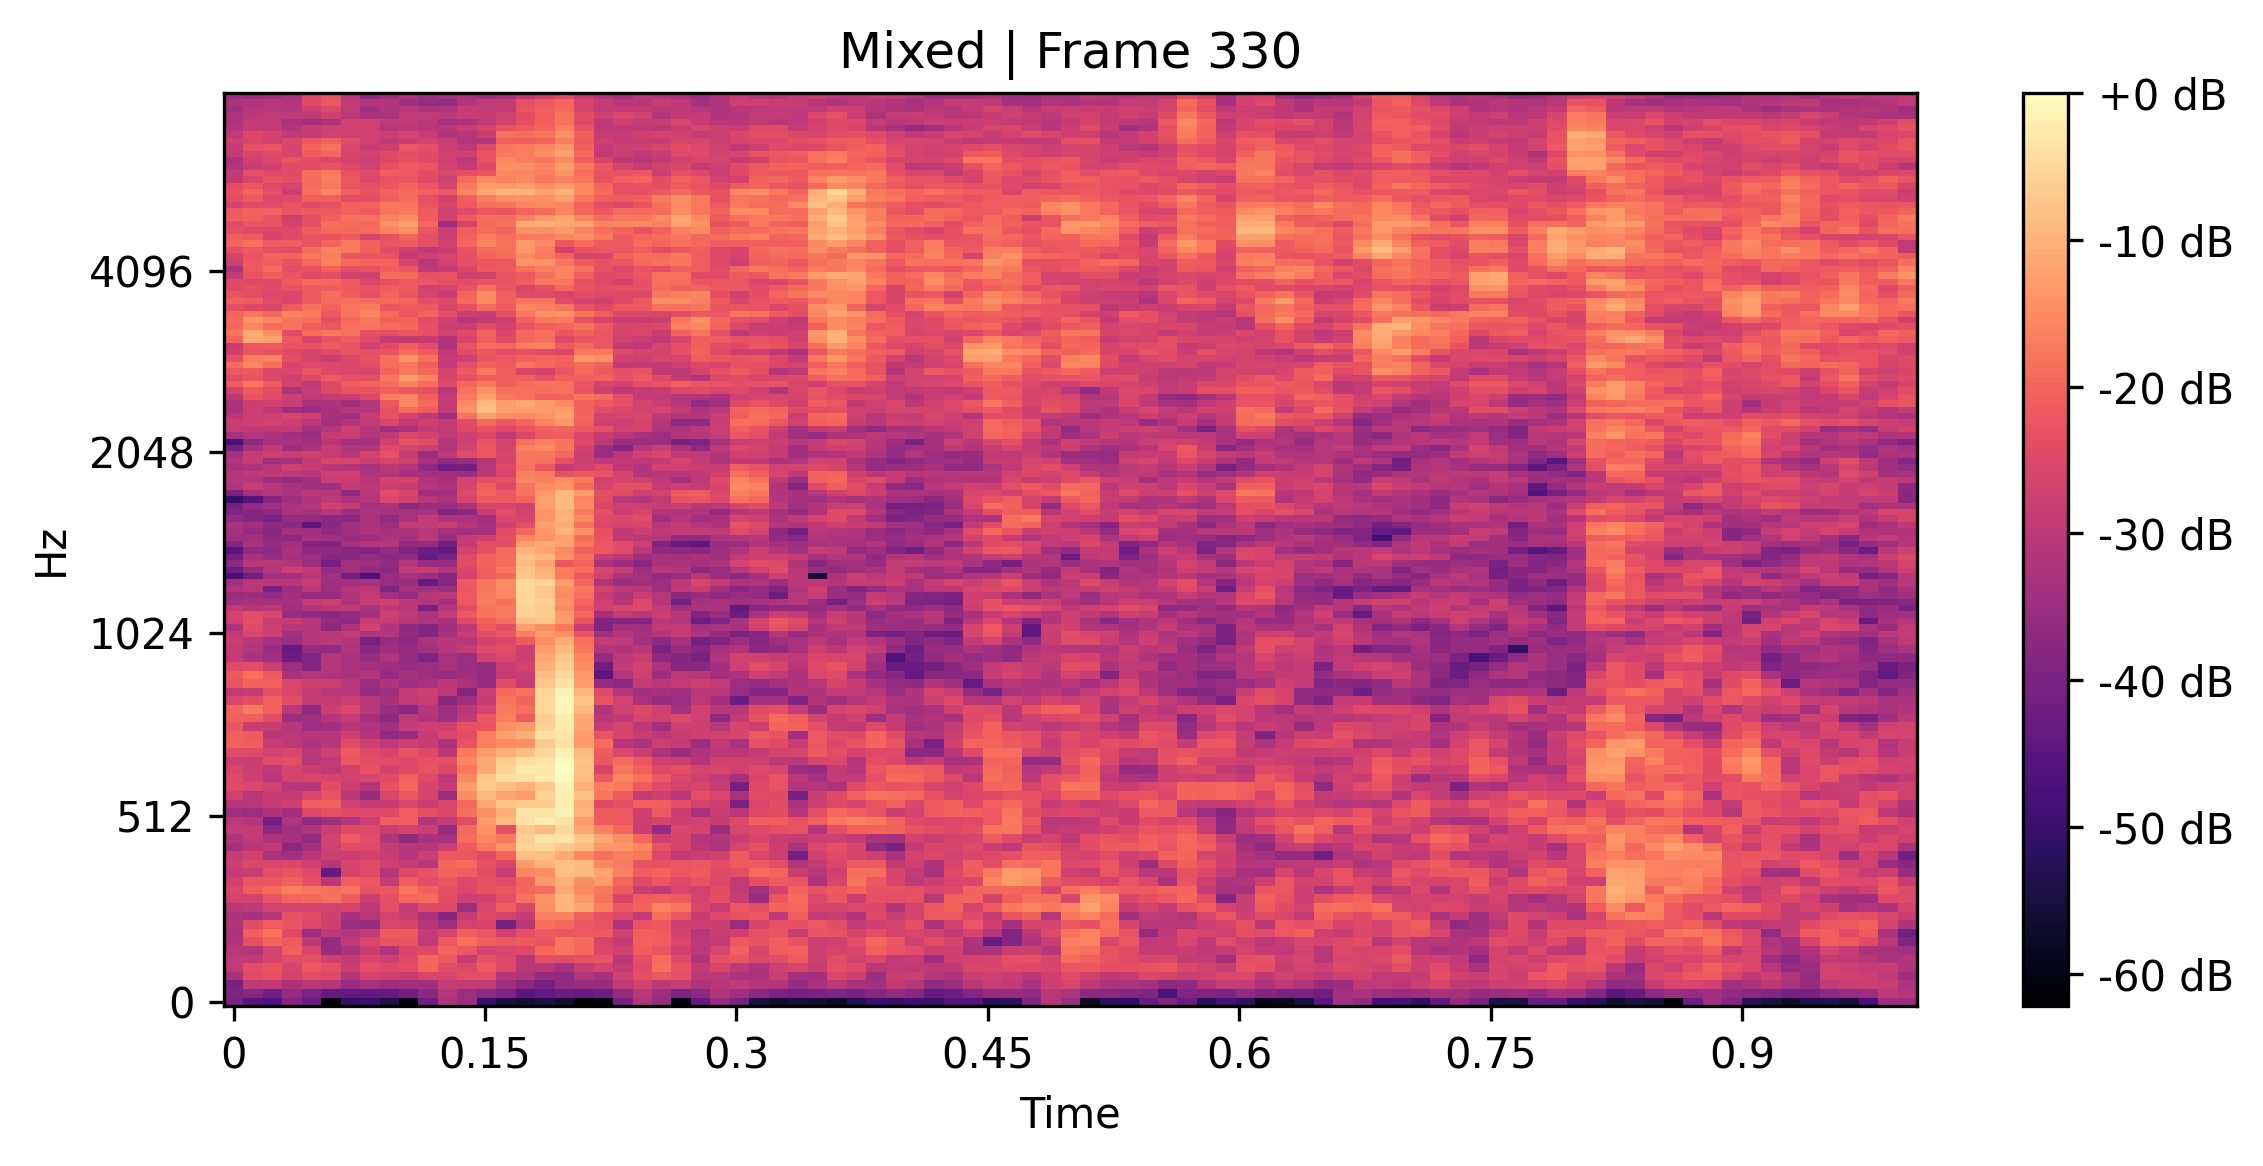 Mixed | Frame 330
+0 dB
-10 dB
-20 dB
-30 dB
-40 dB
-50 dB
-60 dB
4096
2048
1024
512
0
Hz
0 0.15 0.3 0.45 0.6 0.75 0.9
Time